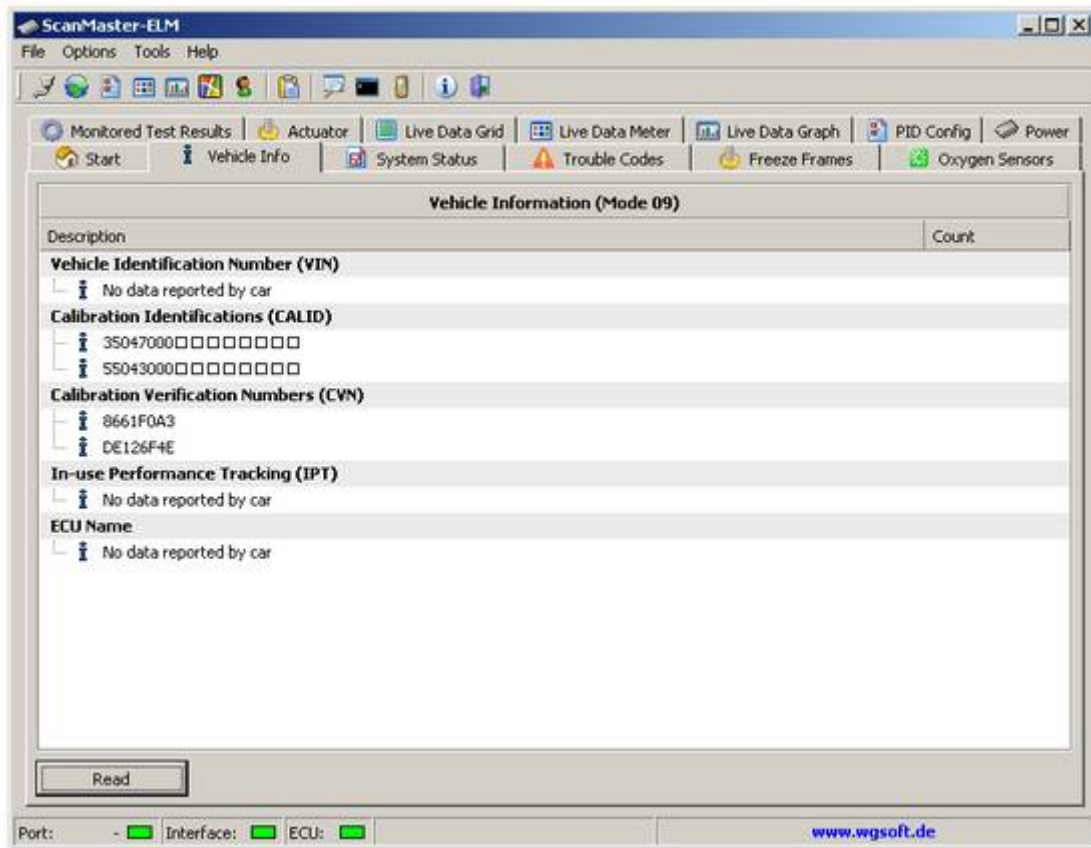 ScanMaster-ELM
File Options Tools Help
Monitored Test Results Actuator Live Data Grid Live Data Meter Live Data Graph PID Config Power
Start Vehicle Info System Status Trouble Codes Freeze Frames Oxygen Sensors
Vehicle Information (Mode 09)
Description Count
Vehicle Identification Number (VIN)
No data reported by car
Calibration Identifications (CALID)
35047000□□□□□□□□
55043000□□□□□□□□
Calibration Verification Numbers (CVN)
8661F0A3
DE126F4E
In-use Performance Tracking (IPT)
No data reported by car
ECU Name
No data reported by car
Read
Port: - Interface: ECU: www.wgsoft.de